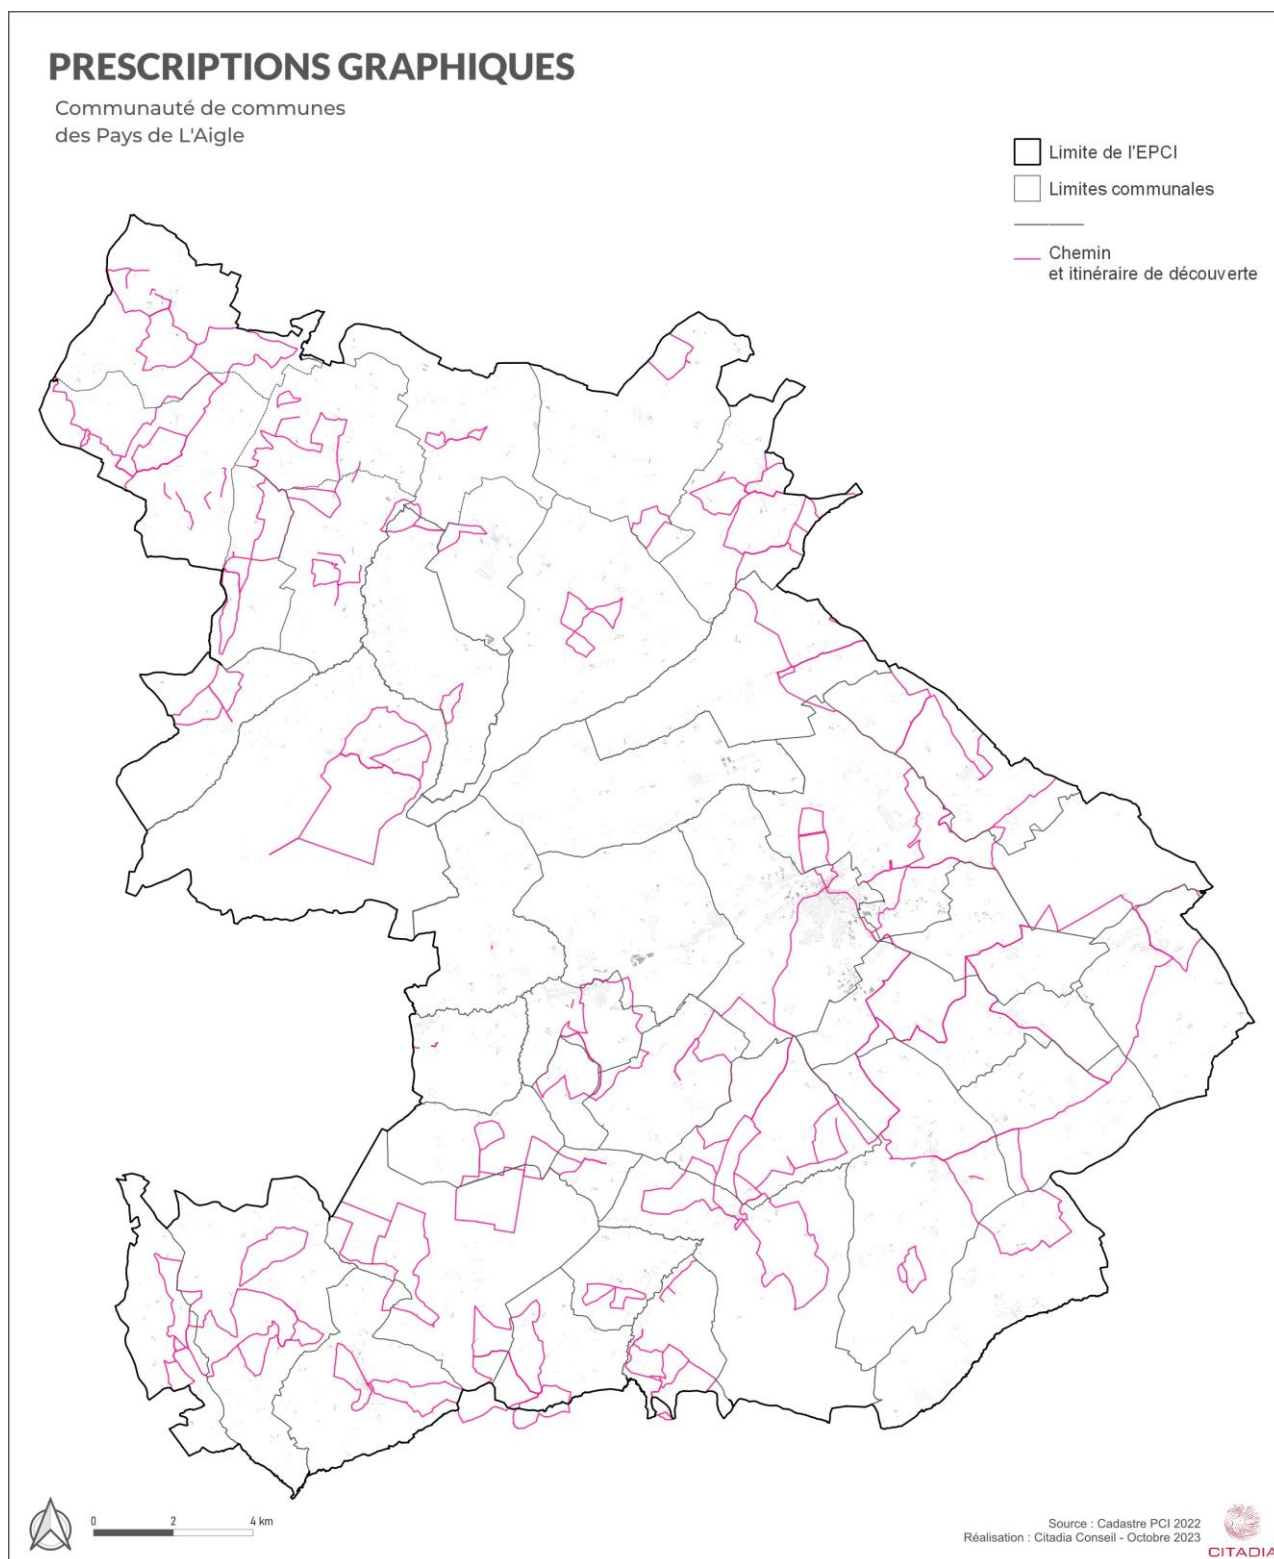 PRESCRIPTIONS GRAPHIQUES
Communauté de communes
des Pays de L'Aigle
Limite de l'EPCI
Limites communales
Chemin
et itinéraire de découverte
0 2 4 km
Source : Cadastre PCI 2022
Réalisation : Citadia Conseil - Octobre 2023
CITADIA